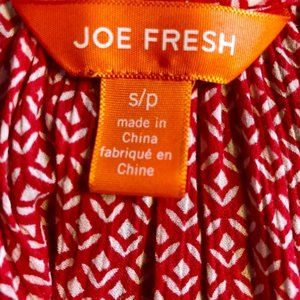 JOE FRESH
s/p
made in
China
fabriqué en
Chine